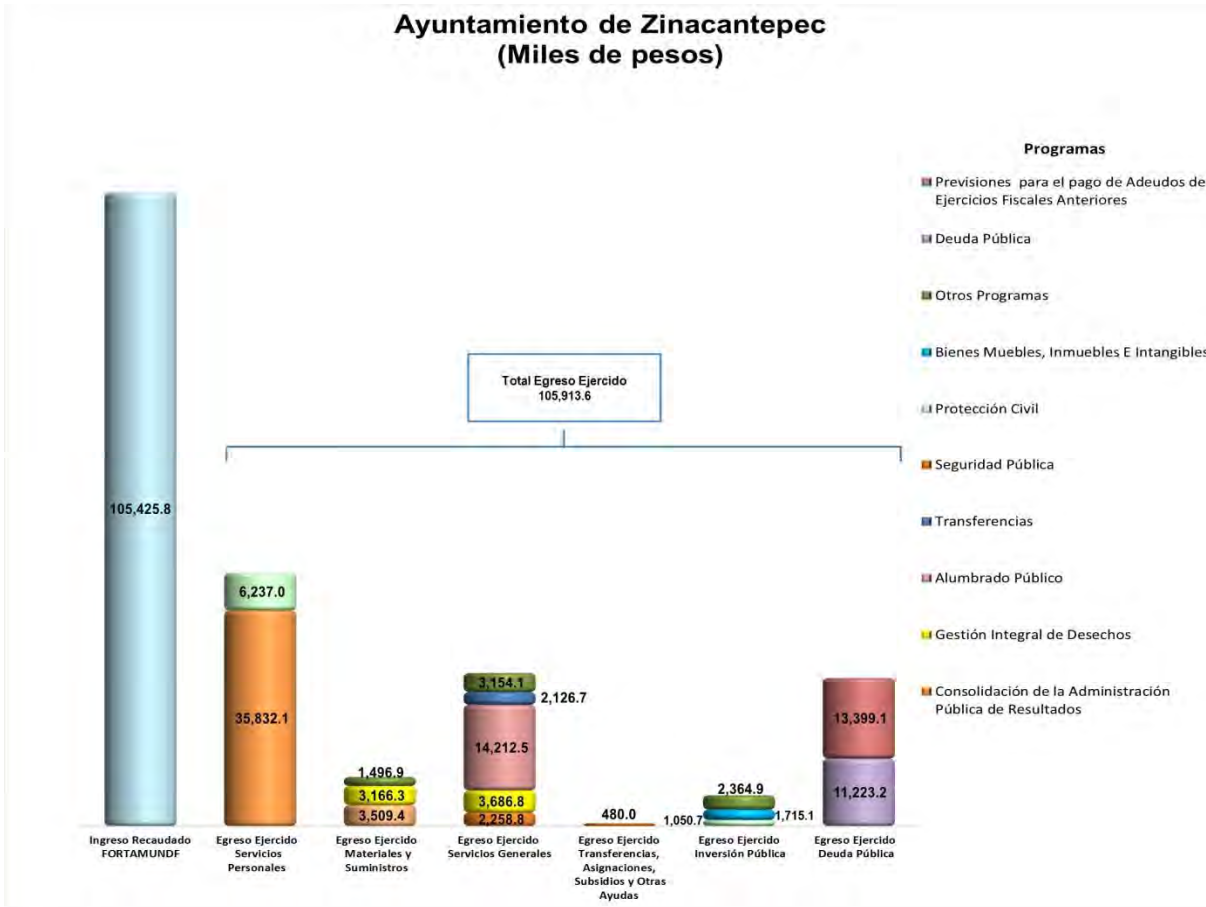 Ayuntamiento de Zinacantepec
(Miles de pesos)
Programas
Previsiones para el pago de Adeudos de
Ejercicios Fiscales Anteriores
Deuda Pública
Otros Programas
Bienes Muebles, Inmuebles E Intangibles
Protección Civil
Seguridad Pública
Transferencias
Alumbrado Público
Gestión Integral de Desechos
Consolidación de la Administración
Pública de Resultados
Total Egreso Ejercido
105,913.6
105,425.8
6,237.0
35,832.1
1,496.9
3,166.3
3,509.4
3,154.1
2,126.7
14,212.5
3,686.8
2,258.8
480.0
2,364.9
1,715.1
1,050.7
13,399.1
11,223.2
Ingreso Recaudado
FORTAMUNDF
Egreso Ejercido
Servicios
Personales
Egreso Ejercido
Materiales y
Suministros
Egreso Ejercido
Servicios Generales
Egreso Ejercido
Transferencias,
Asignaciones,
Subsidios y Otras
Ayudas
Egreso Ejercido
Inversión Pública
Egreso Ejercido
Deuda Pública